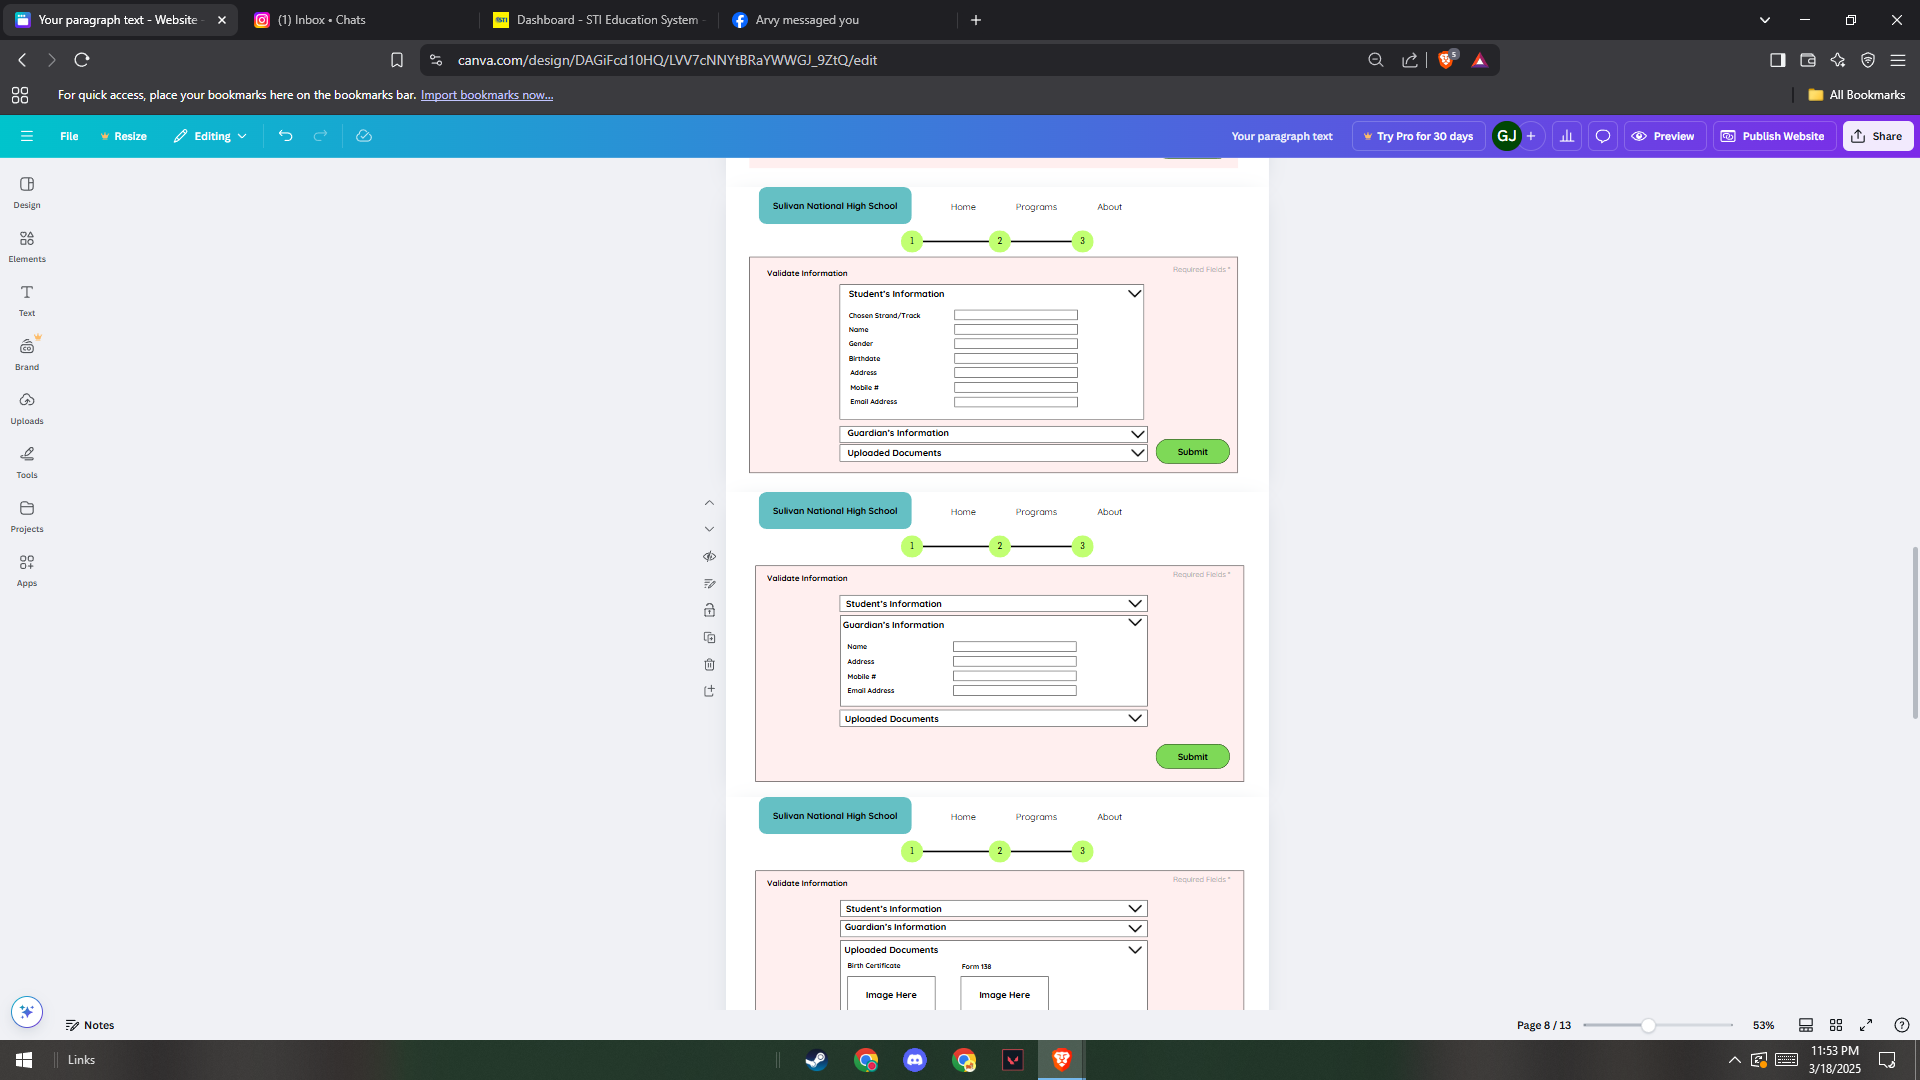 Your paragraph text - Website -
(1) Inbox • Chats
Dashboard - STI Education System -
Arvy messaged you
canva.com/design/DAGiFcd10HQ/LVV7cNNYtBRaYWWGJ_9ZtQ/edit
5
For quick access, place your bookmarks here on the bookmarks bar. Import bookmarks now...
All Bookmarks
File
Resize
Editing
Your paragraph text
Try Pro for 30 days
GJ
Preview
Publish Website
Share
Design
Elements
Text
Brand
Uploads
Tools
Projects
Apps
Sulivan National High School
Home
Programs
About
1
2
3
Validate Information
Required Fields *
Student's Information
Chosen Strand/Track
Name
Gender
Birthdate
Address
Mobile #
Email Address
Guardian's Information
Uploaded Documents
Submit
Sulivan National High School
Home
Programs
About
1
2
3
Validate Information
Required Fields *
Student's Information
Guardian's Information
Name
Address
Mobile #
Email Address
Uploaded Documents
Submit
Sulivan National High School
Home
Programs
About
1
2
3
Validate Information
Required Fields *
Student's Information
Guardian's Information
Uploaded Documents
Birth Certificate
Form 138
Image Here
Image Here
Notes
Page 8 / 13
53%
Links
11:53 PM
3/18/2025